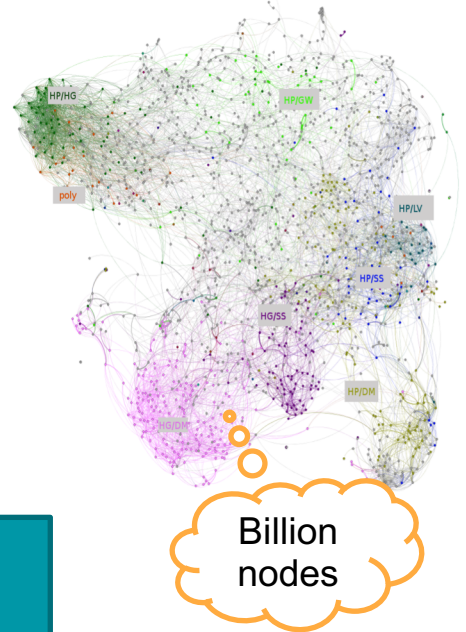 HP/HG
HP/GW
poly
HP/LV
HP/SS
HG/SS
HP/DM
HG/DM
Billion
nodes